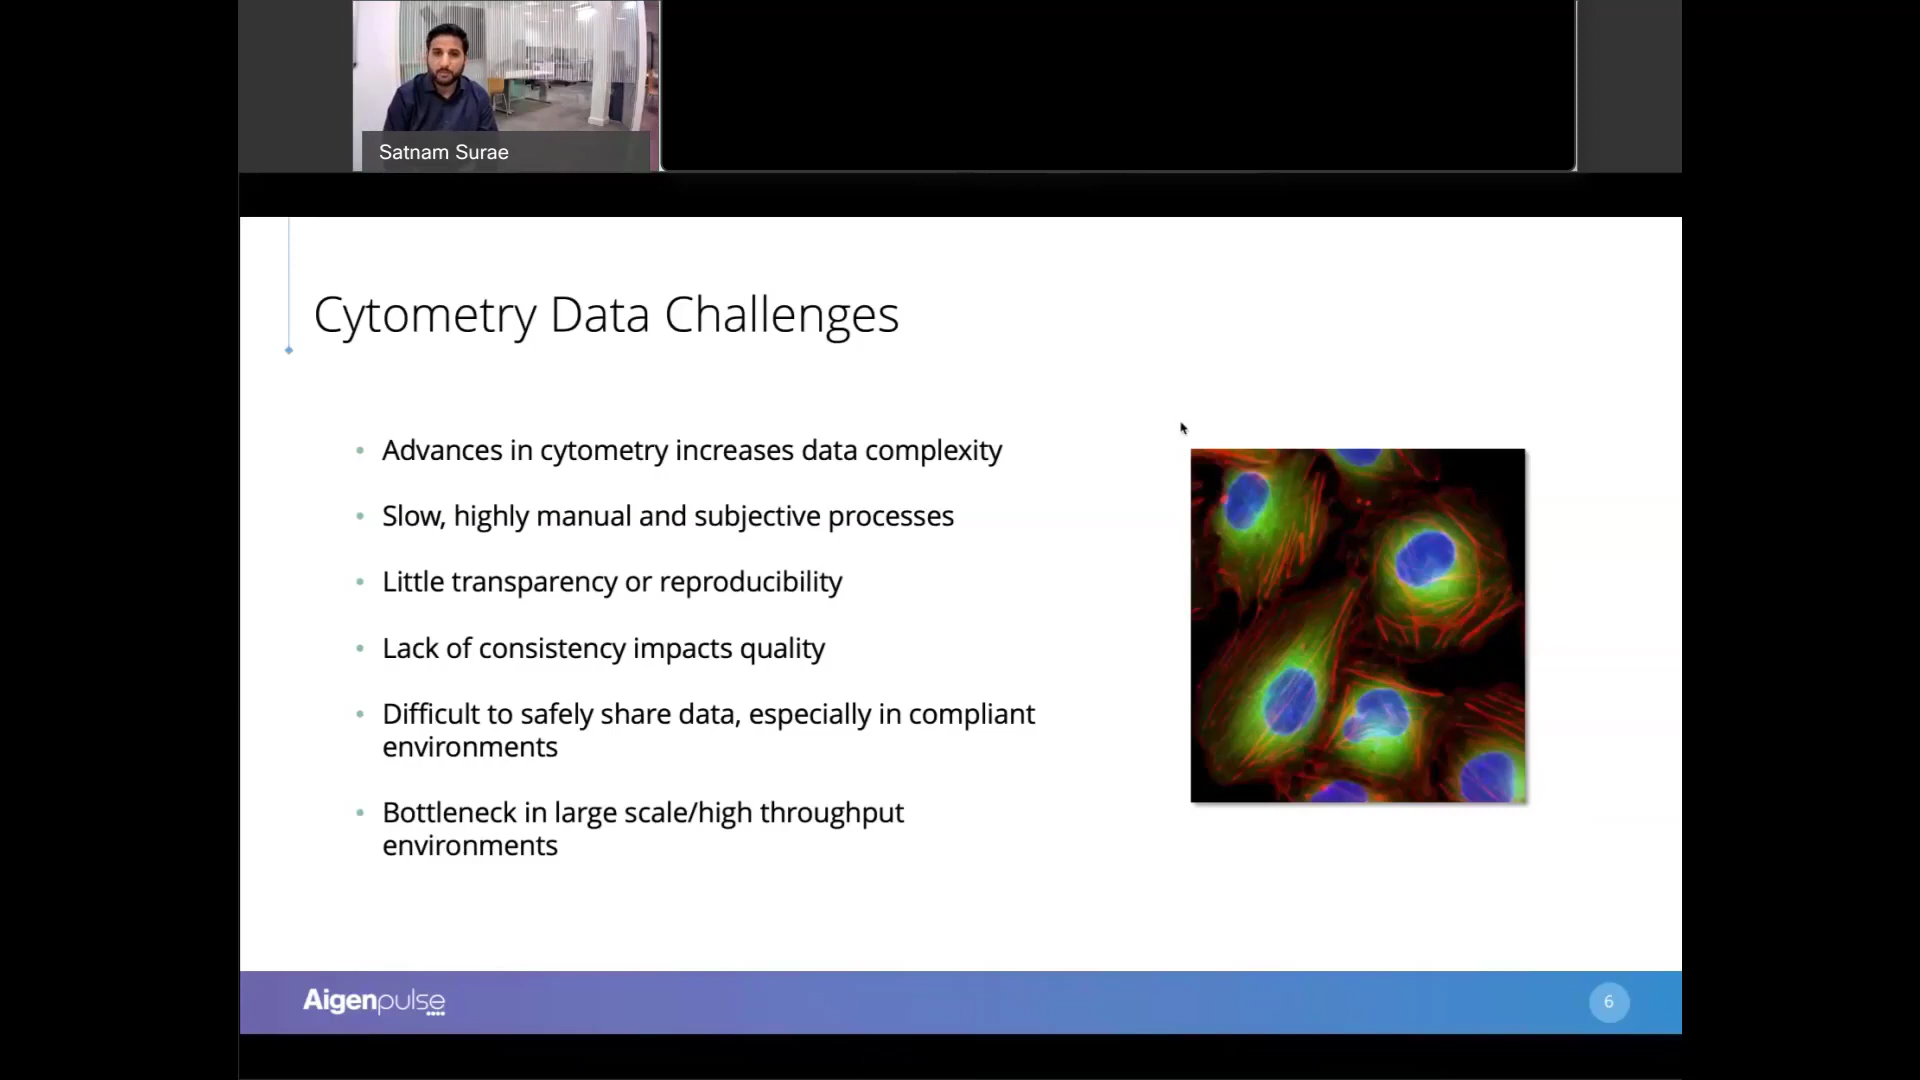 Satnam Surae
Cytometry Data Challenges
• Advances in cytometry increases data complexity
• Slow, highly manual and subjective processes
• Little transparency or reproducibility
• Lack of consistency impacts quality
• Difficult to safely share data, especially in compliant
environments
• Bottleneck in large scale/high throughput
environments
Aigenpulse
6